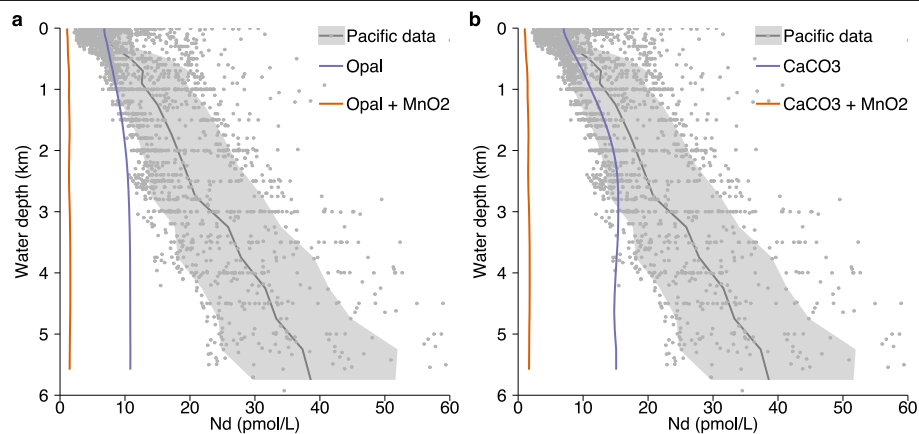 a
Pacific data
Opal
Opal + MnO2
0
1
2
3
4
5
6
Water depth (km)
0 10 20 30 40 50 60
Nd (pmol/L)
b
Pacific data
CaCO3
CaCO3 + MnO2
0
1
2
3
4
5
6
Water depth (km)
0 10 20 30 40 50 60
Nd (pmol/L)